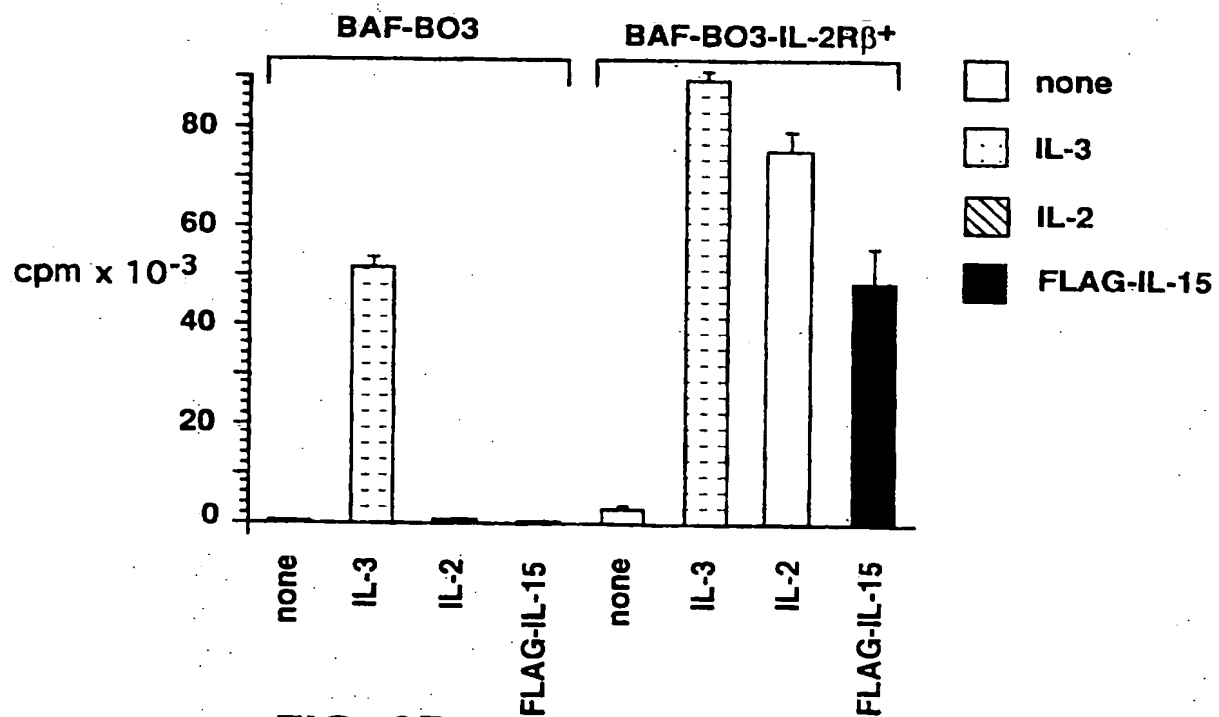 BAF-BO3
BAF-BO3-IL-2Rβ+
none
IL-3
IL-2
FLAG-IL-15
cpm x 10-3
80
60
40
20
0
none
IL-3
IL-2
FLAG-IL-15
none
IL-3
IL-2
FLAG-IL-15